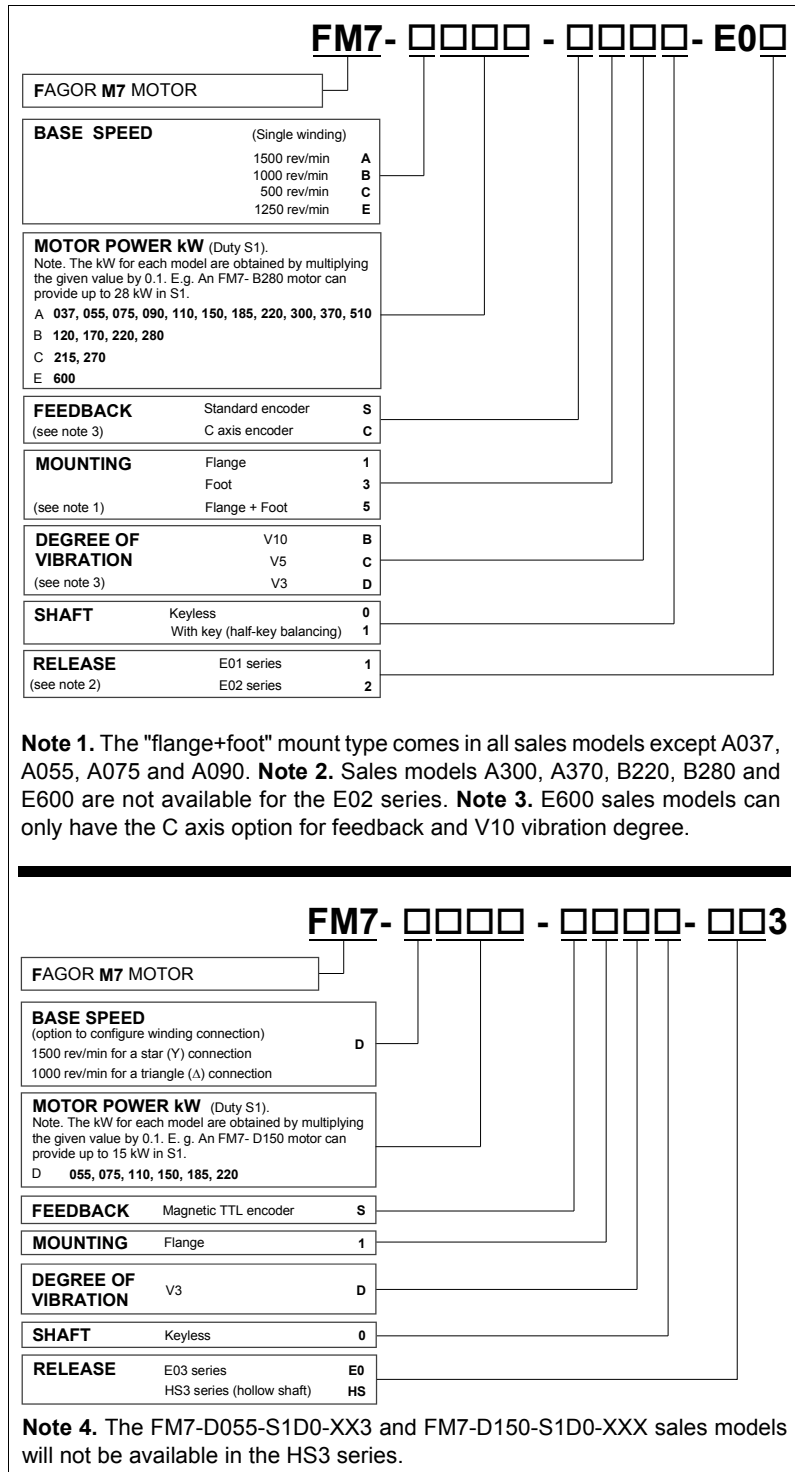 FM7- □□□□ - □□□□- E0□
FAGOR M7 MOTOR
BASE SPEED (Single winding)
1500 rev/min A
1000 rev/min B
500 rev/min C
1250 rev/min E
MOTOR POWER kW (Duty S1).
Note. The kW for each model are obtained by multiplying
the given value by 0.1. E.g. An FM7- B280 motor can
provide up to 28 kW in S1.
A 037, 055, 075, 090, 110, 150, 185, 220, 300, 370, 510
B 120, 170, 220, 280
C 215, 270
E 600
FEEDBACK Standard encoder S
(see note 3) C axis encoder C
MOUNTING Flange 1
Foot 3
(see note 1) Flange + Foot 5
DEGREE OF V10 B
VIBRATION V5 C
(see note 3) V3 D
SHAFT Keyless 0
With key (half-key balancing) 1
RELEASE E01 series 1
(see note 2) E02 series 2
Note 1. The "flange+foot" mount type comes in all sales models except A037,
A055, A075 and A090. Note 2. Sales models A300, A370, B220, B280 and
E600 are not available for the E02 series. Note 3. E600 sales models can
only have the C axis option for feedback and V10 vibration degree.
FM7- □□□□ - □□□□- □□3
FAGOR M7 MOTOR
BASE SPEED
(option to configure winding connection)
D
1500 rev/min for a star (Y) connection
1000 rev/min for a triangle (Δ) connection
MOTOR POWER kW (Duty S1).
Note. The kW for each model are obtained by multiplying
the given value by 0.1. E. g. An FM7- D150 motor can
provide up to 15 kW in S1.
D 055, 075, 110, 150, 185, 220
FEEDBACK Magnetic TTL encoder S
MOUNTING Flange 1
DEGREE OF
VIBRATION V3 D
SHAFT Keyless 0
RELEASE E03 series E0
HS3 series (hollow shaft) HS
Note 4. The FM7-D055-S1D0-XX3 and FM7-D150-S1D0-XXX sales models
will not be available in the HS3 series.